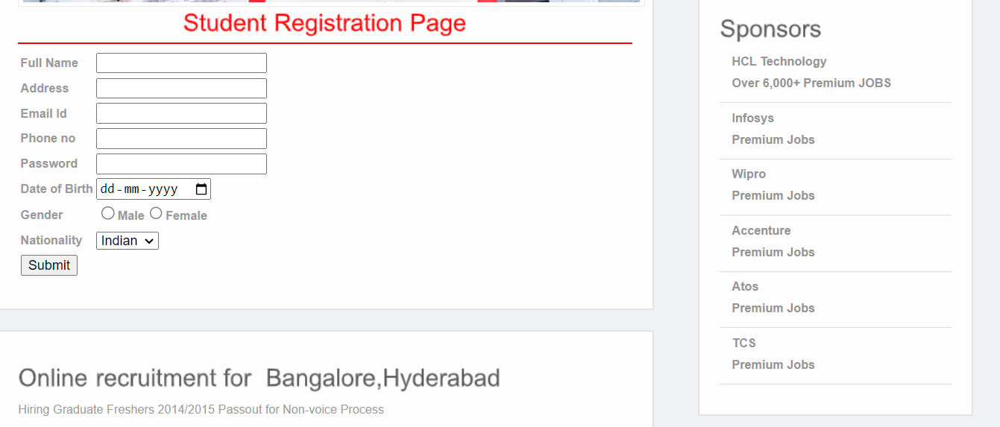 Student Registration Page
Full Name
Address
Email Id
Phone no
Password
Date of Birth dd-mm-yyyy
Gender Male Female
Nationality Indian
Submit
Online recruitment for Bangalore,Hyderabad
Hiring Graduate Freshers 2014/2015 Passout for Non-voice Process
Sponsors
HCL Technology
Over 6,000+ Premium JOBS
Infosys
Premium Jobs
Wipro
Premium Jobs
Accenture
Premium Jobs
Atos
Premium Jobs
TCS
Premium Jobs